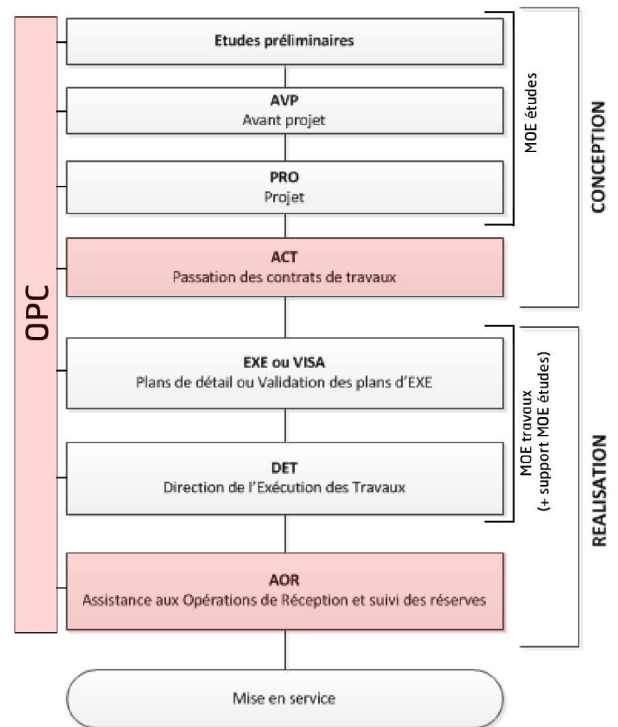 OPC
Etudes préliminaires
AVP
Avant projet
PRO
Projet
ACT
Passation des contrats de travaux
EXE ou VISA
Plans de détail ou Validation des plans d'EXE
DET
Direction de l'Exécution des Travaux
AOR
Assistance aux Opérations de Réception et suivi des réserves
Mise en service
MOE études
CONCEPTION
MOE travaux
(+ support MOE études)
REALISATION